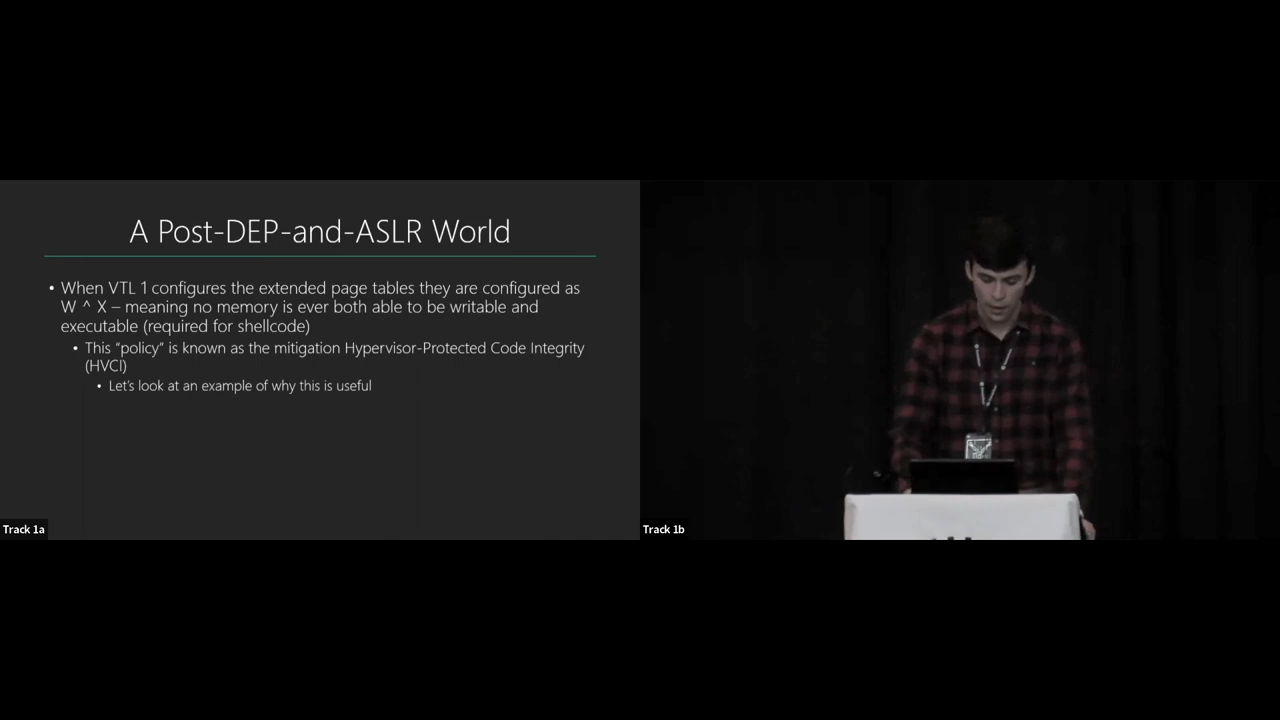 A Post-DEP-and-ASLR World
• When VTL 1 configures the extended page tables they are configured as
W ^ X – meaning no memory is ever both able to be writable and
executable (required for shellcode)
• This “policy” is known as the mitigation Hypervisor-Protected Code Integrity
(HVCI)
• Let’s look at an example of why this is useful
Track 1a
Track 1b